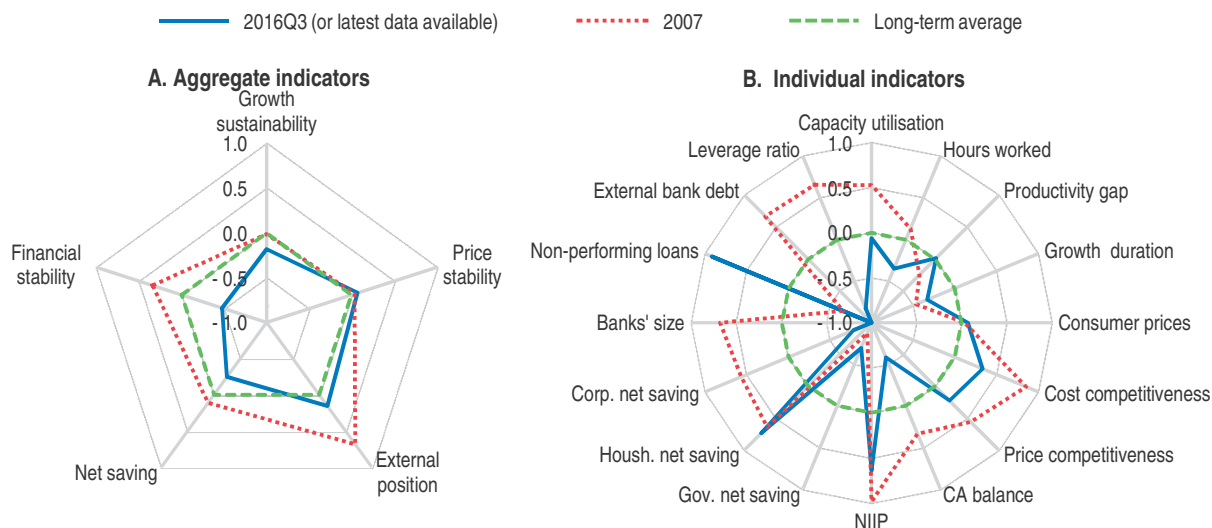 2016Q3 (or latest data available)
2007
Long-term average
A. Aggregate indicators
Growth
sustainability
1.0
0.5
0.0
- 0.5
- 1.0
Financial
stability
Price
stability
Net saving
External
position
B. Individual indicators
Capacity utilisation
1.0
0.5
0.0
- 0.5
- 1.0
Leverage ratio
Hours worked
External bank debt
Productivity gap
Non-performing loans
Growth duration
Banks' size
Consumer prices
Corp. net saving
Cost competitiveness
Housh. net saving
Price competitiveness
Gov. net saving
CA balance
NIIP